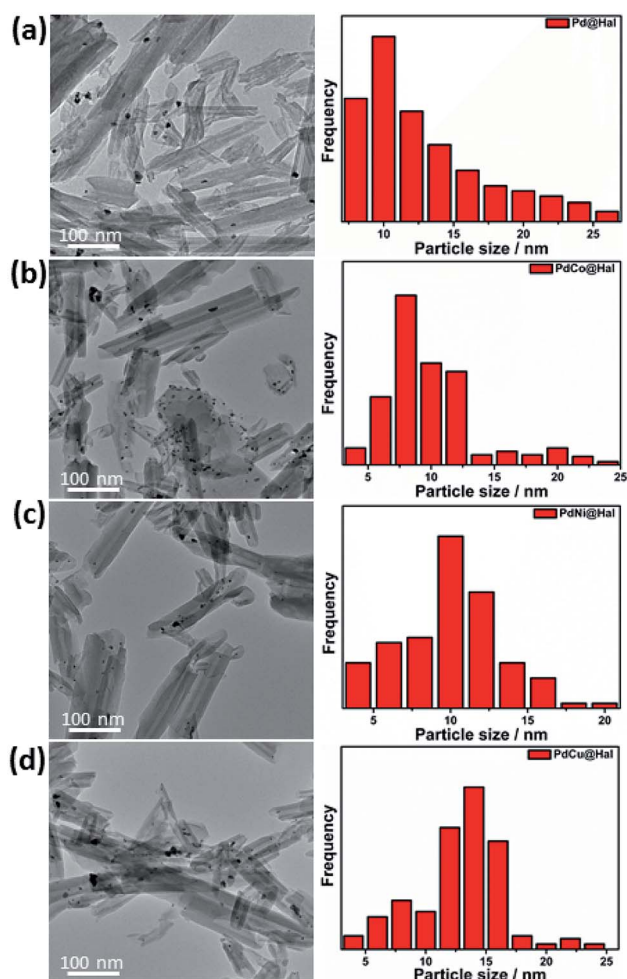 (a)
100 nm
Pd@Hal
Frequency
10 15 20 25
Particle size / nm
(b)
100 nm
PdCo@Hal
Frequency
5 10 15 20 25
Particle size / nm
(c)
100 nm
PdNi@Hal
Frequency
5 10 15 20
Particle size / nm
(d)
100 nm
PdCu@Hal
Frequency
5 10 15 20 25
Particle size / nm